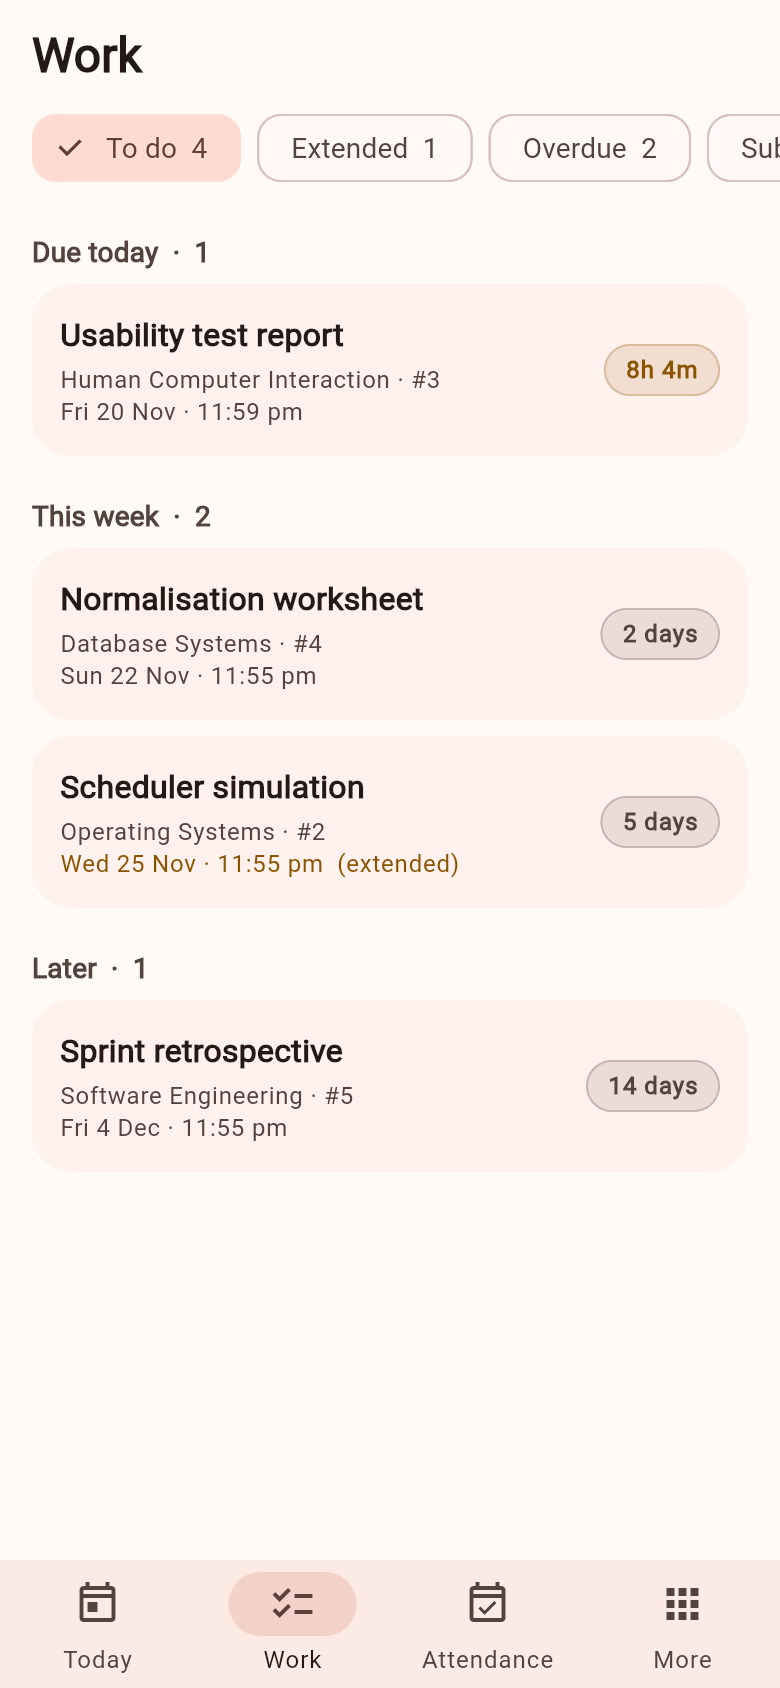 Work
To do 4
Extended 1
Overdue 2
Due today · 1
Usability test report
Human Computer Interaction · #3
Fri 20 Nov · 11:59 pm
8h 4m
This week · 2
Normalisation worksheet
Database Systems · #4
Sun 22 Nov · 11:55 pm
2 days
Scheduler simulation
Operating Systems · #2
Wed 25 Nov · 11:55 pm (extended)
5 days
Later · 1
Sprint retrospective
Software Engineering · #5
Fri 4 Dec · 11:55 pm
14 days
Today
Work
Attendance
More